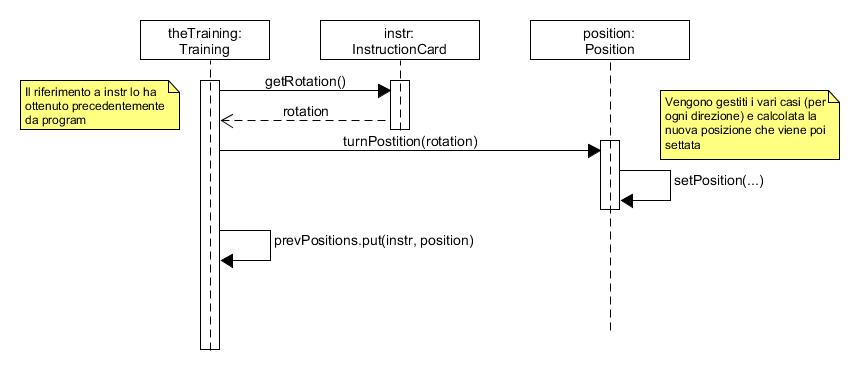 theTraining:
Training
instr:
InstructionCard
position:
Position
Il riferimento a instr lo ha
ottenuto precedentemente
da program
getRotation()
rotation
Vengono gestiti i vari casi (per
ogni direzione) e calcolata la
nuova posizione che viene poi
settata
turnPostition(rotation)
setPosition(...)
prevPositions.put(instr, position)